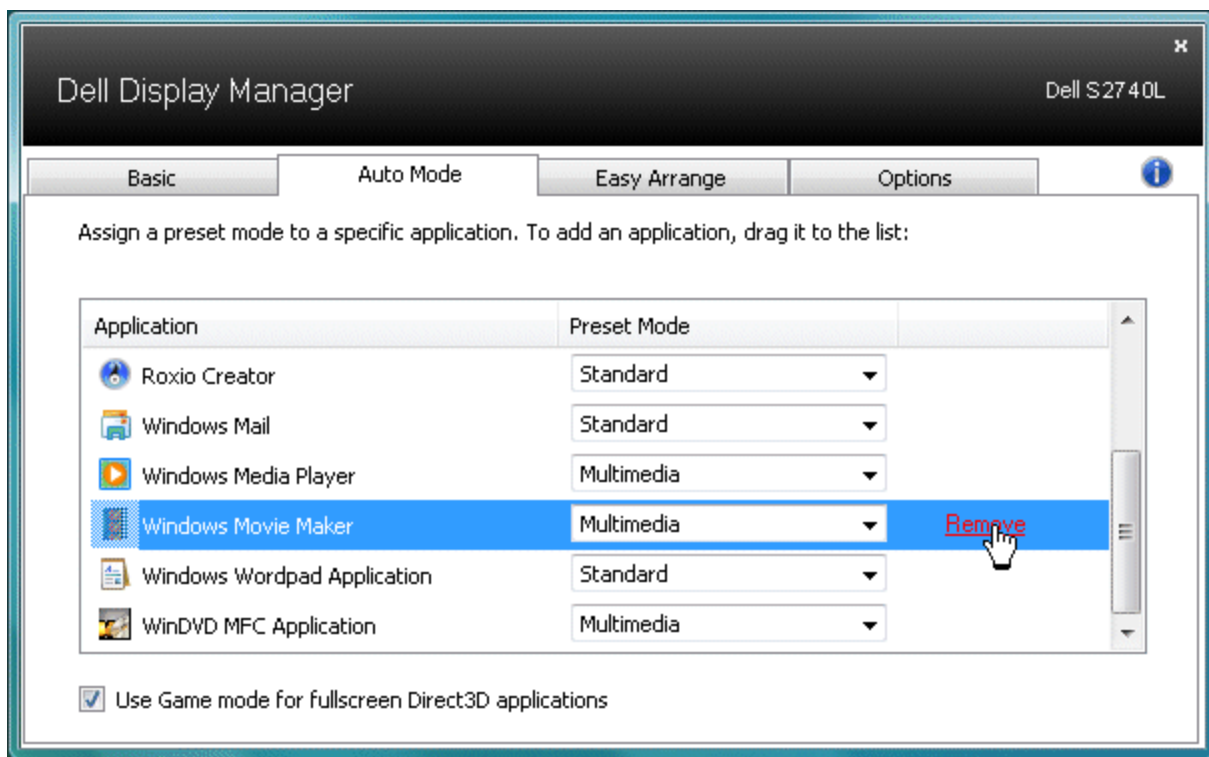 Dell Display Manager
Dell S2740L
Basic Auto Mode Easy Arrange Options
Assign a preset mode to a specific application. To add an application, drag it to the list:
Application Preset Mode
Roxio Creator Standard
Windows Mail Standard
Windows Media Player Multimedia
Windows Movie Maker Multimedia Remove
Windows Wordpad Application Standard
WinDVD MFC Application Multimedia
Use Game mode for fullscreen Direct3D applications